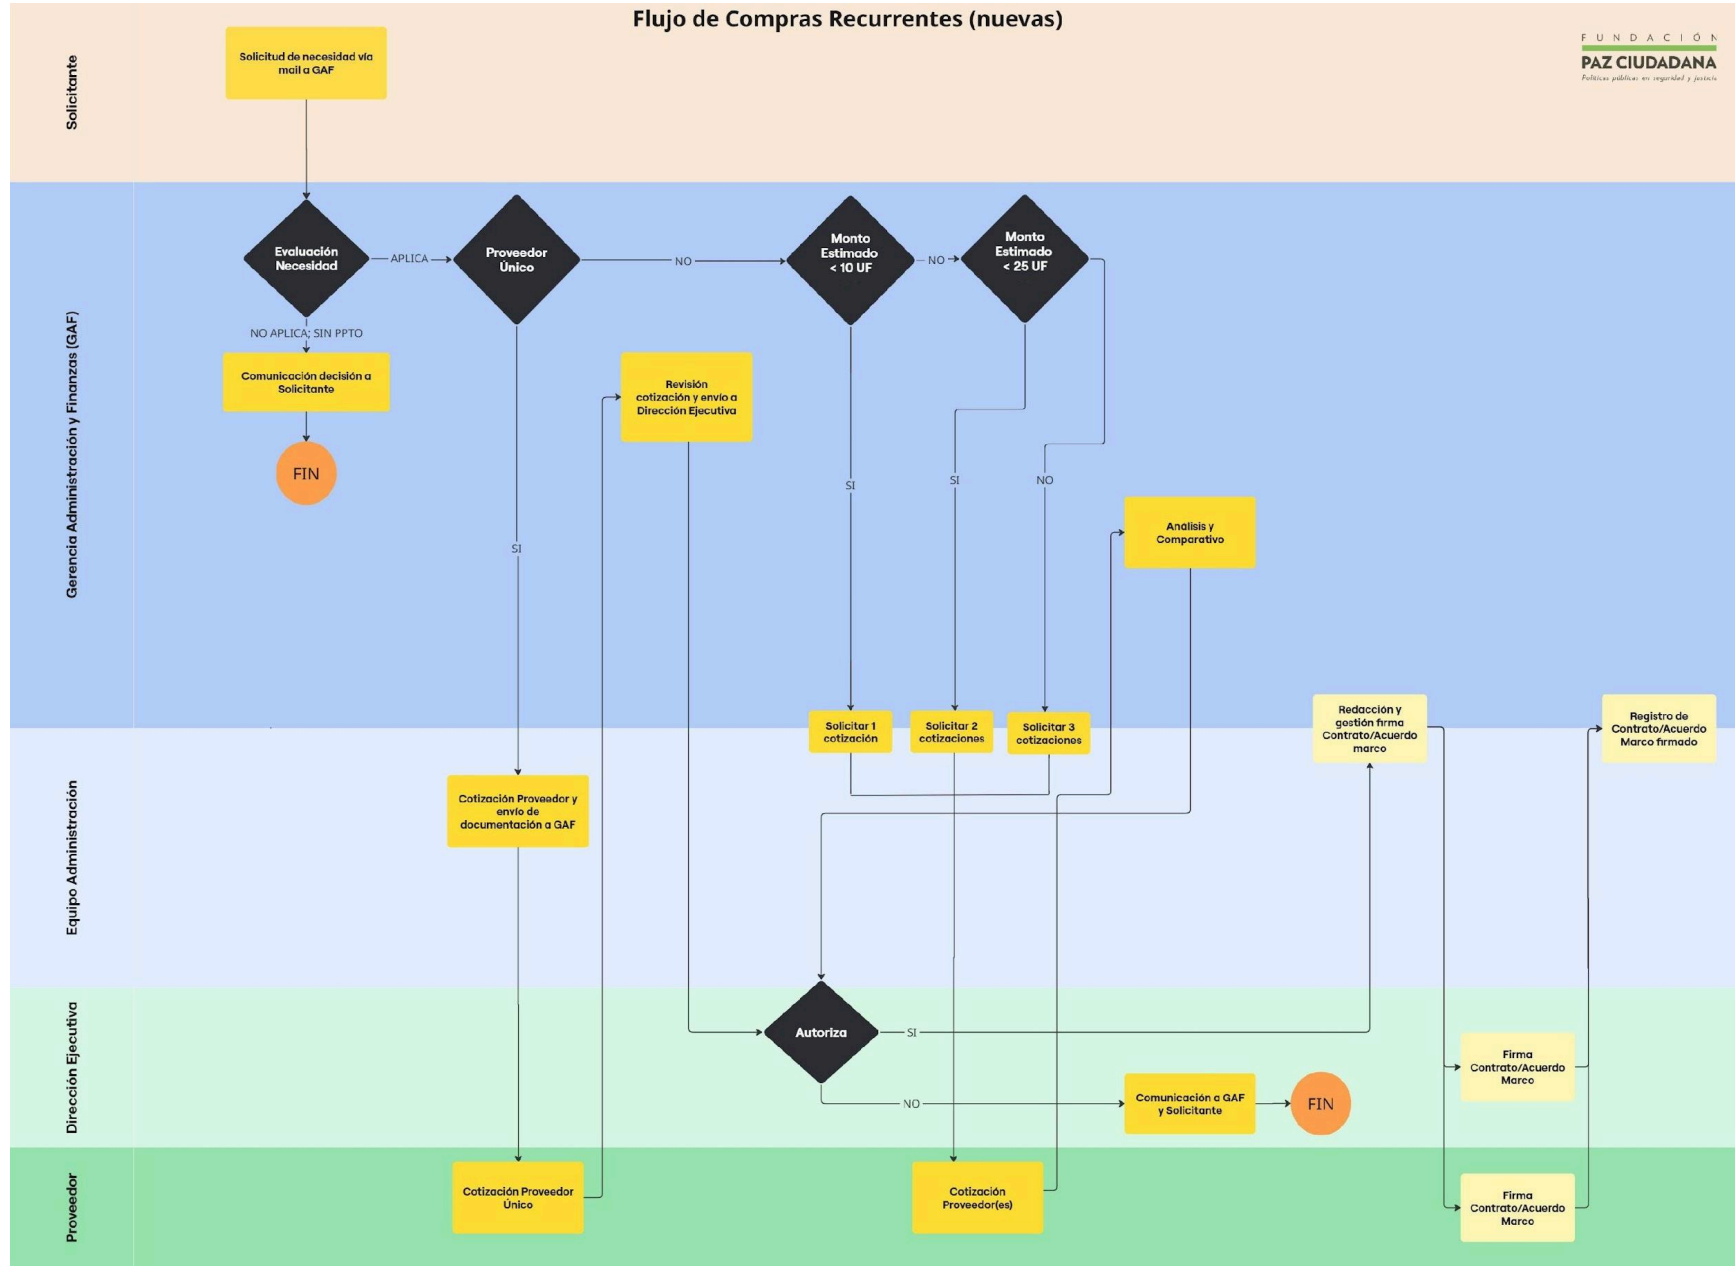 Flujo de Compras Recurrentes (nuevas)
FUNDACIÓN
PAZ CIUDADANA
Políticas públicas en seguridad y justicia
Solicitante
Solicitud de necesidad vía
mail a GAF
Gerencia Administración y Finanzas (GAF)
Evaluación
Necesidad
APLICA
Proveedor
Único
NO
Monto
Estimado
< 10 UF
NO
Monto
Estimado
< 25 UF
NO APLICA; SIN PPTO
Comunicación decisión a
Solicitante
FIN
Revisión
cotización y envío a
Dirección Ejecutiva
SI
SI
SI
NO
Análisis y
Comparativo
Solicitar 1
cotización
Solicitar 2
cotizaciones
Solicitar 3
cotizaciones
Redacción y
gestión firma
Contrato/Acuerdo
marco
Registro de
Contrato/Acuerdo
Marco firmado
Equipo Administración
Cotización Proveedor y
envío de
documentación a GAF
Dirección Ejecutiva
Autoriza
SI
NO
Comunicación a GAF
y Solicitante
FIN
Firma
Contrato/Acuerdo
Marco
Proveedor
Cotización Proveedor
Único
Cotización
Proveedor(es)
Firma
Contrato/Acuerdo
Marco